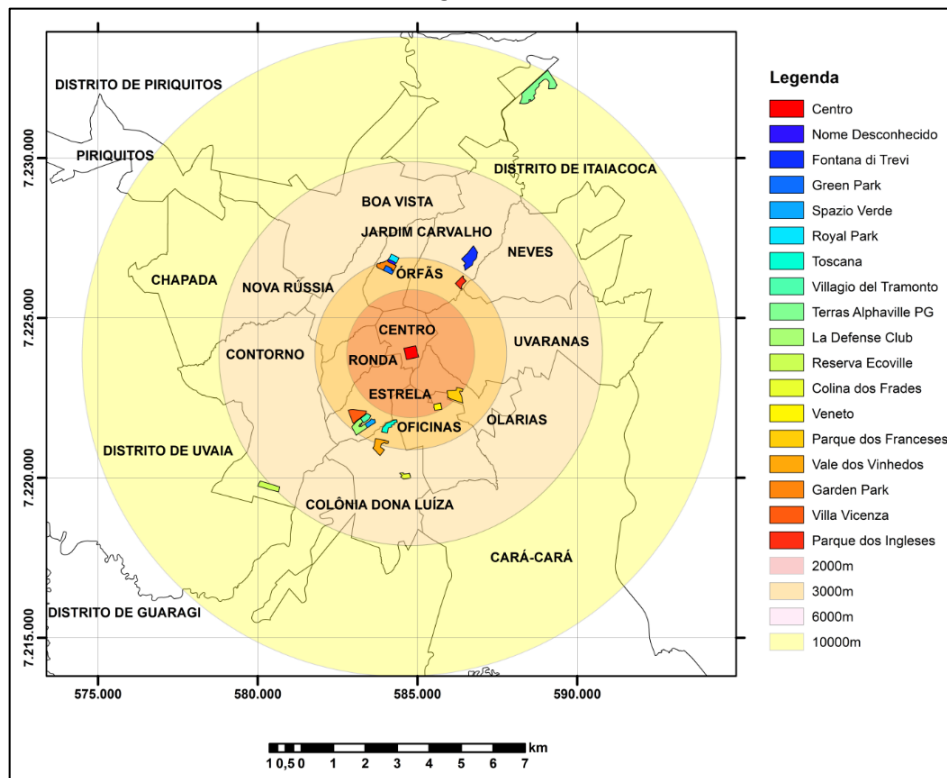 DISTRITO DE PIRIQUITOS
PIRIQUITOS
DISTRITO DE ITAIACOCA
BOA VISTA
JARDIM CARVALHO
NEVES
ÓRFÃS
CHAPADA
NOVA RÚSSIA
CENTRO
UVARANAS
CONTORNO
RONDA
ESTRELA
OLARIAS
OFICINAS
DISTRITO DE UVAIA
COLÔNIA DONA LUÍZA
CARÁ-CARÁ
DISTRITO DE GUARAGI
7.230.000
7.225.000
7.220.000
7.215.000
575.000 580.000 585.000 590.000
km
1 0,5 0 1 2 3 4 5 6 7
Legenda
Centro
Nome Desconhecido
Fontana di Trevi
Green Park
Spazio Verde
Royal Park
Toscana
Villagio del Tramonto
Terras Alphaville PG
La Defense Club
Reserva Ecoville
Colina dos Frades
Veneto
Parque dos Franceses
Vale dos Vinhedos
Garden Park
Villa Vicenza
Parque dos Ingleses
2000m
3000m
6000m
10000m